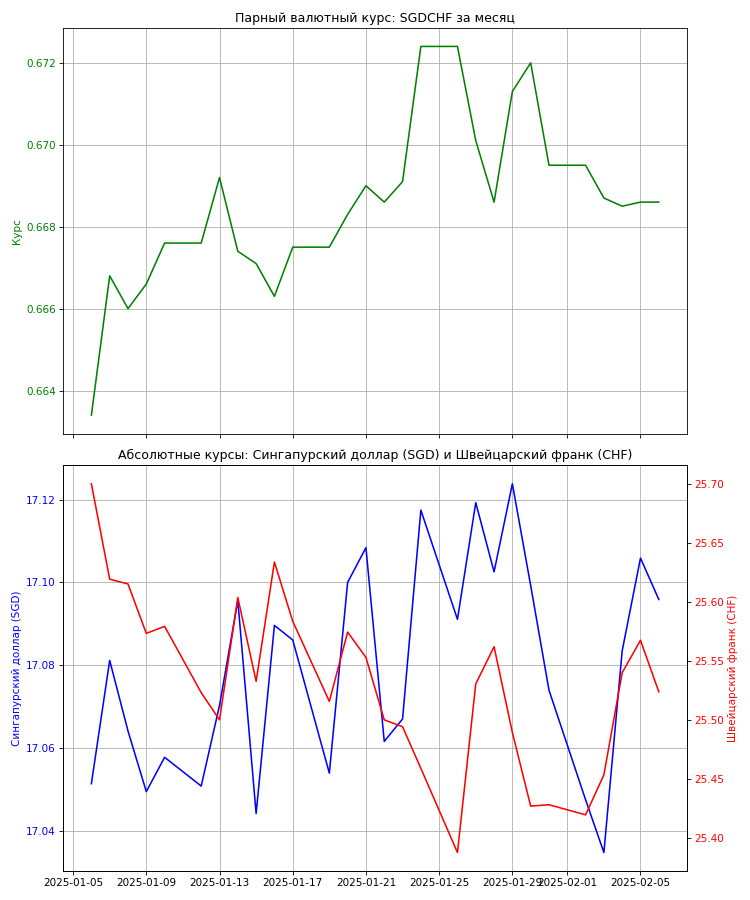 Парный валютный курс: SGDCHF за месяц
0.672
0.670
0.668
0.666
0.664
Курс
Абсолютные курсы: Сингапурский доллар (SGD) и Швейцарский франк (CHF)
17.12
17.10
17.08
17.06
17.04
Сингапурский доллар (SGD)
25.70
25.65
25.60
25.55
25.50
25.45
25.40
Швейцарский франк (CHF)
2025-01-05 2025-01-09 2025-01-13 2025-01-17 2025-01-21 2025-01-25 2025-01-29 2025-02-01 2025-02-05